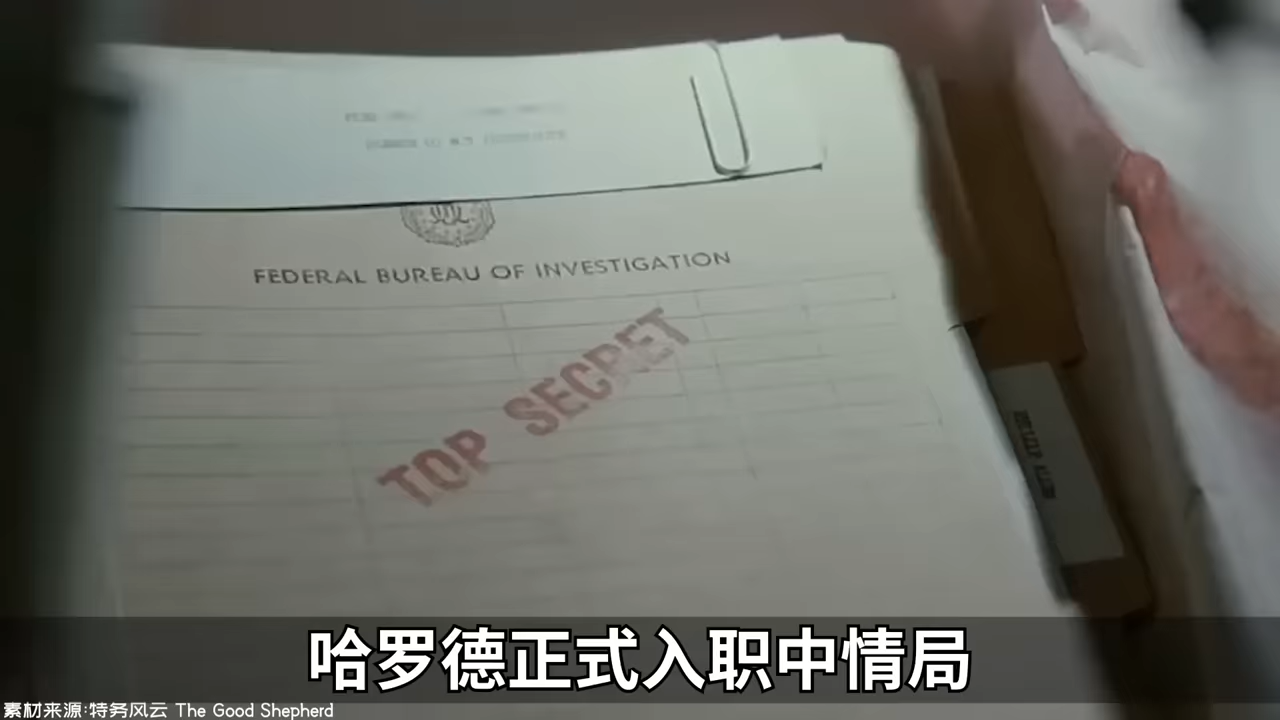 FEDERAL BUREAU OF INVESTIGATION
TOP SECRET
哈罗德正式入职中情局
素材来源:特务风云 The Good Shepherd